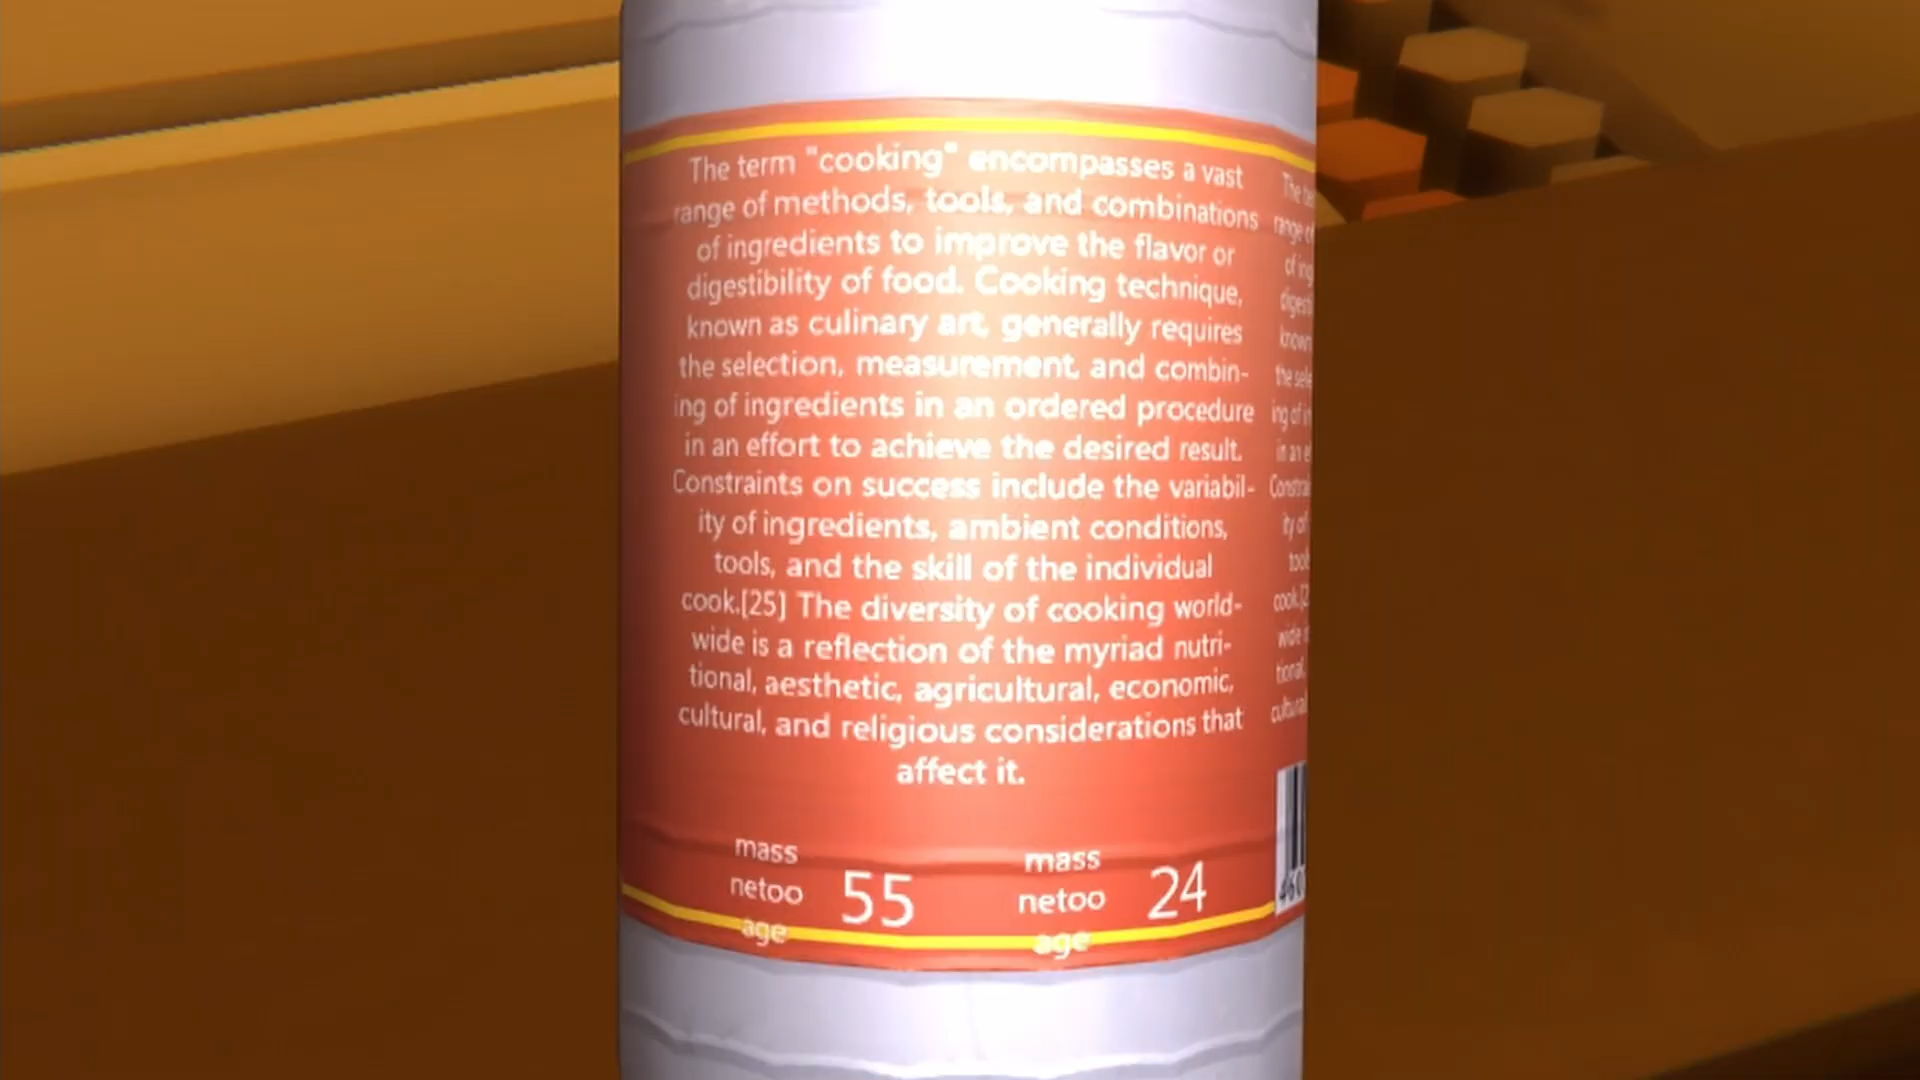 The term "cooking" encompasses a vast
range of methods, tools, and combinations
of ingredients to improve the flavor or
digestibility of food. Cooking technique,
known as culinary art, generally requires
the selection, measurement, and combin-
ing of ingredients in an ordered procedure
in an effort to achieve the desired result.
Constraints on success include the variabil-
ity of ingredients, ambient conditions,
tools, and the skill of the individual
cook.[25] The diversity of cooking world-
wide is a reflection of the myriad nutri-
tional, aesthetic, agricultural, economic,
cultural, and religious considerations that
affect it.
mass
netoo
age
55
mass
netoo
age
24